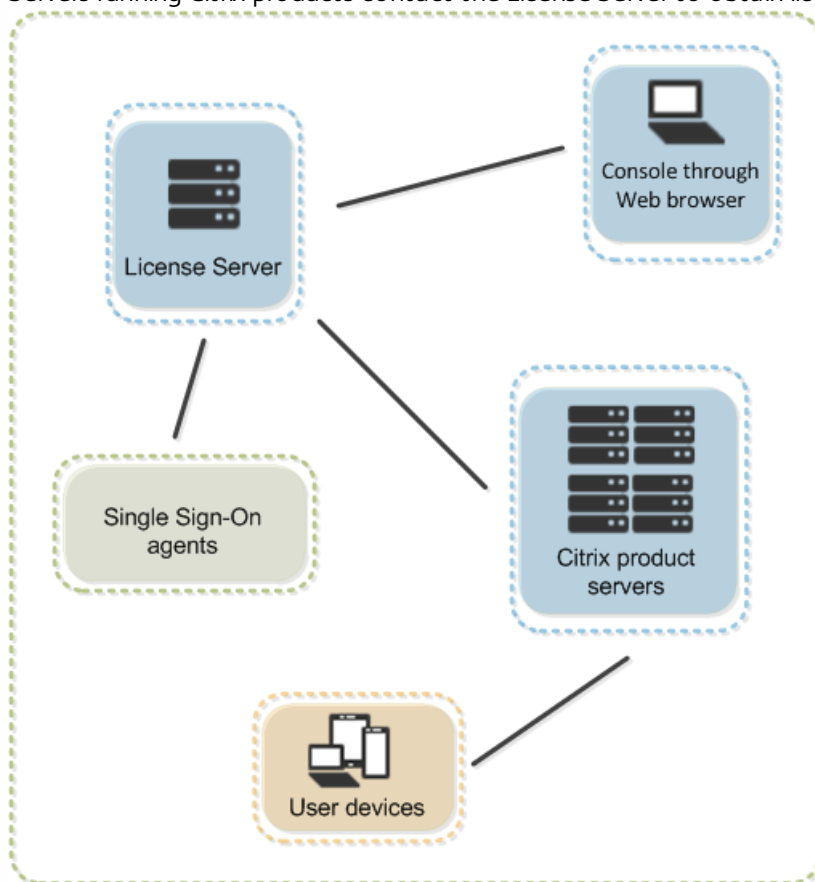 Servers running Citrix products contact the License Server to obtain
License Server
Console through
Web browser
Single Sign-On
agents
Citrix product
servers
User devices